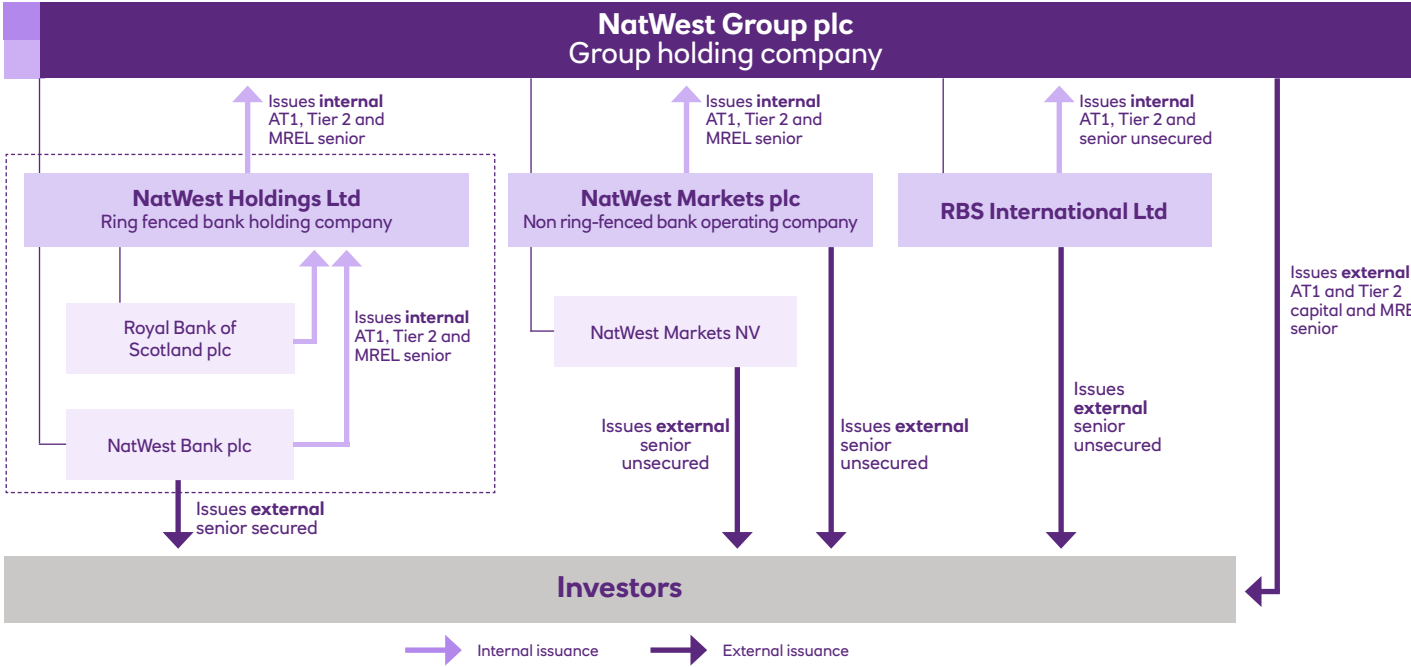 NatWest Group plc
Group holding company
Issues internal
AT1, Tier 2 and
MREL senior
Issues internal
AT1, Tier 2 and
MREL senior
Issues internal
AT1, Tier 2 and
senior unsecured
NatWest Holdings Ltd
Ring fenced bank holding company
NatWest Markets plc
Non ring-fenced bank operating company
RBS International Ltd
Issues external
AT1 and Tier 2
capital and MRE
senior
Royal Bank of
Scotland plc
Issues internal
AT1, Tier 2 and
MREL senior
NatWest Markets NV
NatWest Bank plc
Issues external
senior
unsecured
Issues external
senior
unsecured
Issues
external
senior
unsecured
Issues external
senior secured
Investors
Internal issuance
External issuance